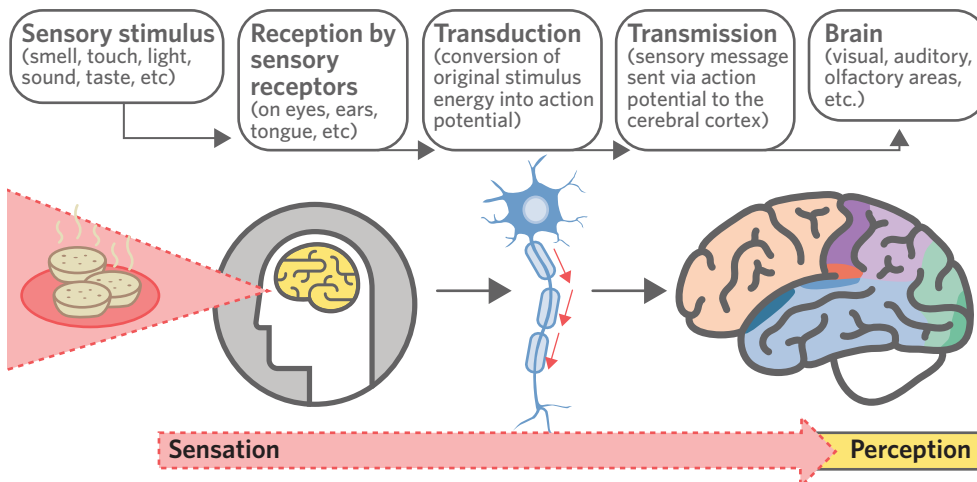 Sensory stimulus
(smell, touch, light,
sound, taste, etc)
Reception by
sensory
receptors
(on eyes, ears,
tongue, etc)
Transduction
(conversion of
original stimulus
energy into action
potential)
Transmission
(sensory message
sent via action
potential to the
cerebral cortex)
Brain
(visual, auditory,
olfactory areas,
etc.)
Sensation
Perception